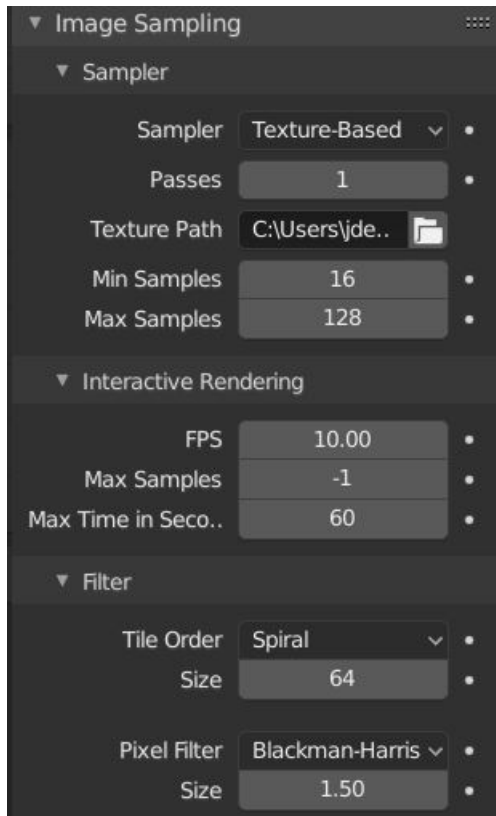 Image Sampling
Sampler
Sampler Texture-Based
Passes 1
Texture Path C:\Users\jde..
Min Samples 16
Max Samples 128
Interactive Rendering
FPS 10.00
Max Samples -1
Max Time in Seco.. 60
Filter
Tile Order Spiral
Size 64
Pixel Filter Blackman-Harris
Size 1.50